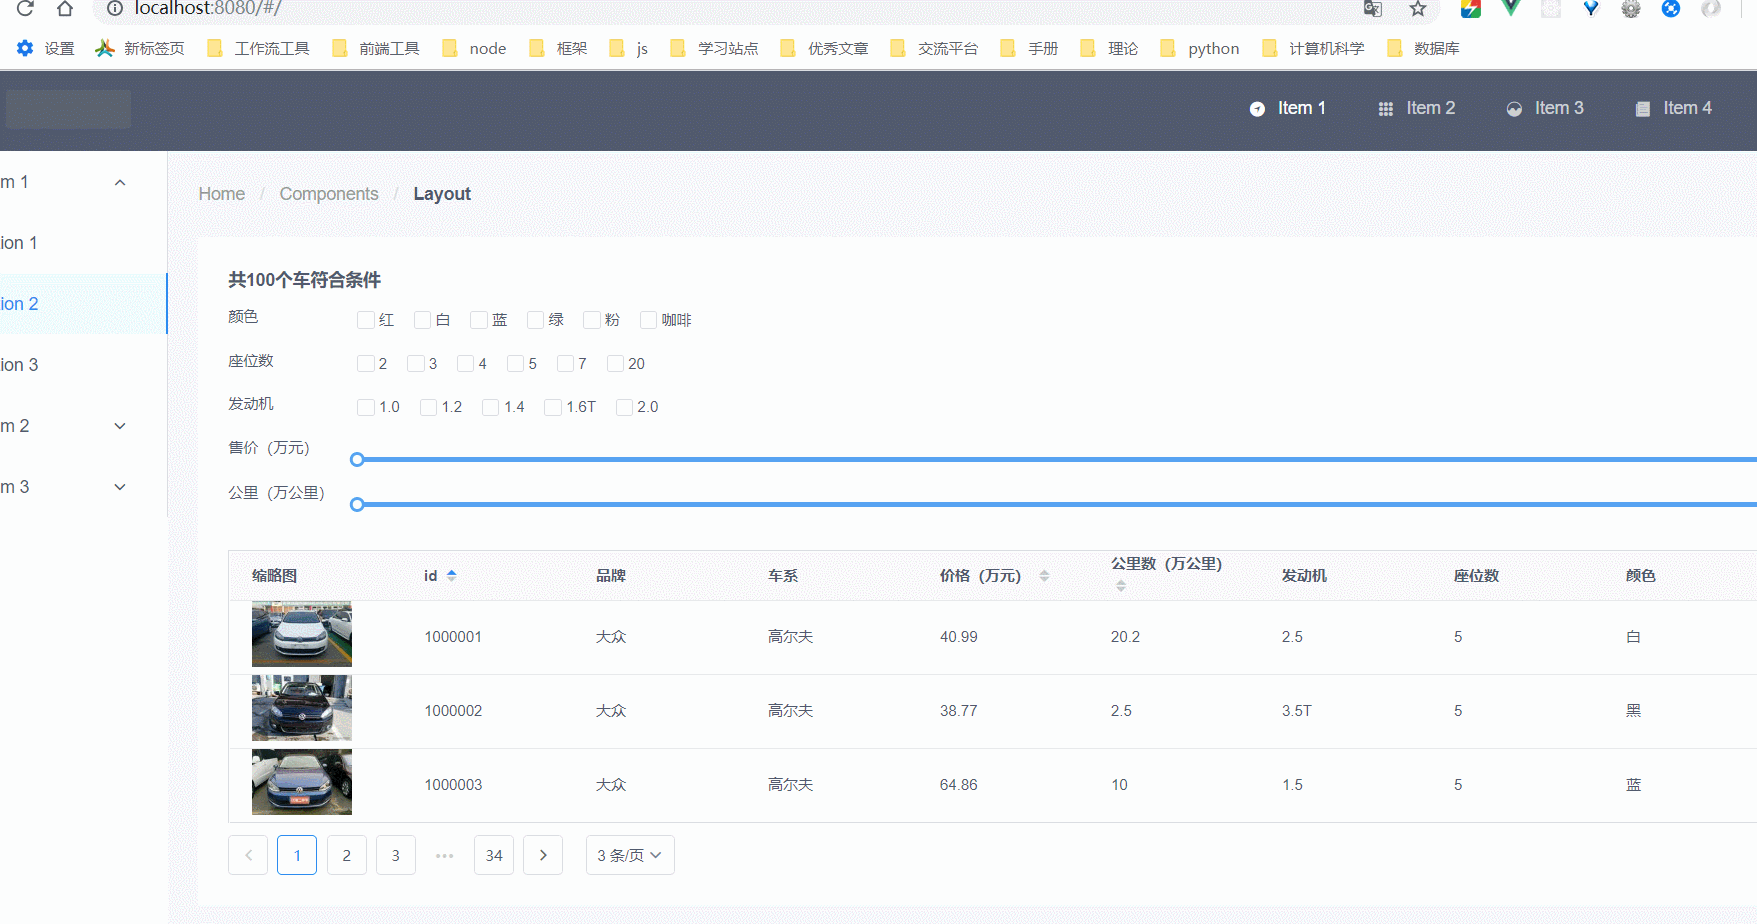 localhost:8080/#/
设置 新标签页 工作流工具 前端工具 node 框架 js 学习站点 优秀文章 交流平台 手册 理论 python 计算机科学 数据库
Item 1 Item 2 Item 3 Item 4
m 1
ion 1
ion 2
ion 3
m 2
m 3
Home / Components / Layout
共100个车符合条件
颜色 红 白 蓝 绿 粉 咖啡
座位数 2 3 4 5 7 20
发动机 1.0 1.2 1.4 1.6T 2.0
售价（万元）
公里（万公里）
缩略图 id 品牌 车系 价格（万元） 公里数（万公里） 发动机 座位数 颜色
1000001 大众 高尔夫 40.99 20.2 2.5 5 白
1000002 大众 高尔夫 38.77 2.5 3.5T 5 黑
1000003 大众 高尔夫 64.86 10 1.5 5 蓝
1 2 3 ••• 34 3 条/页